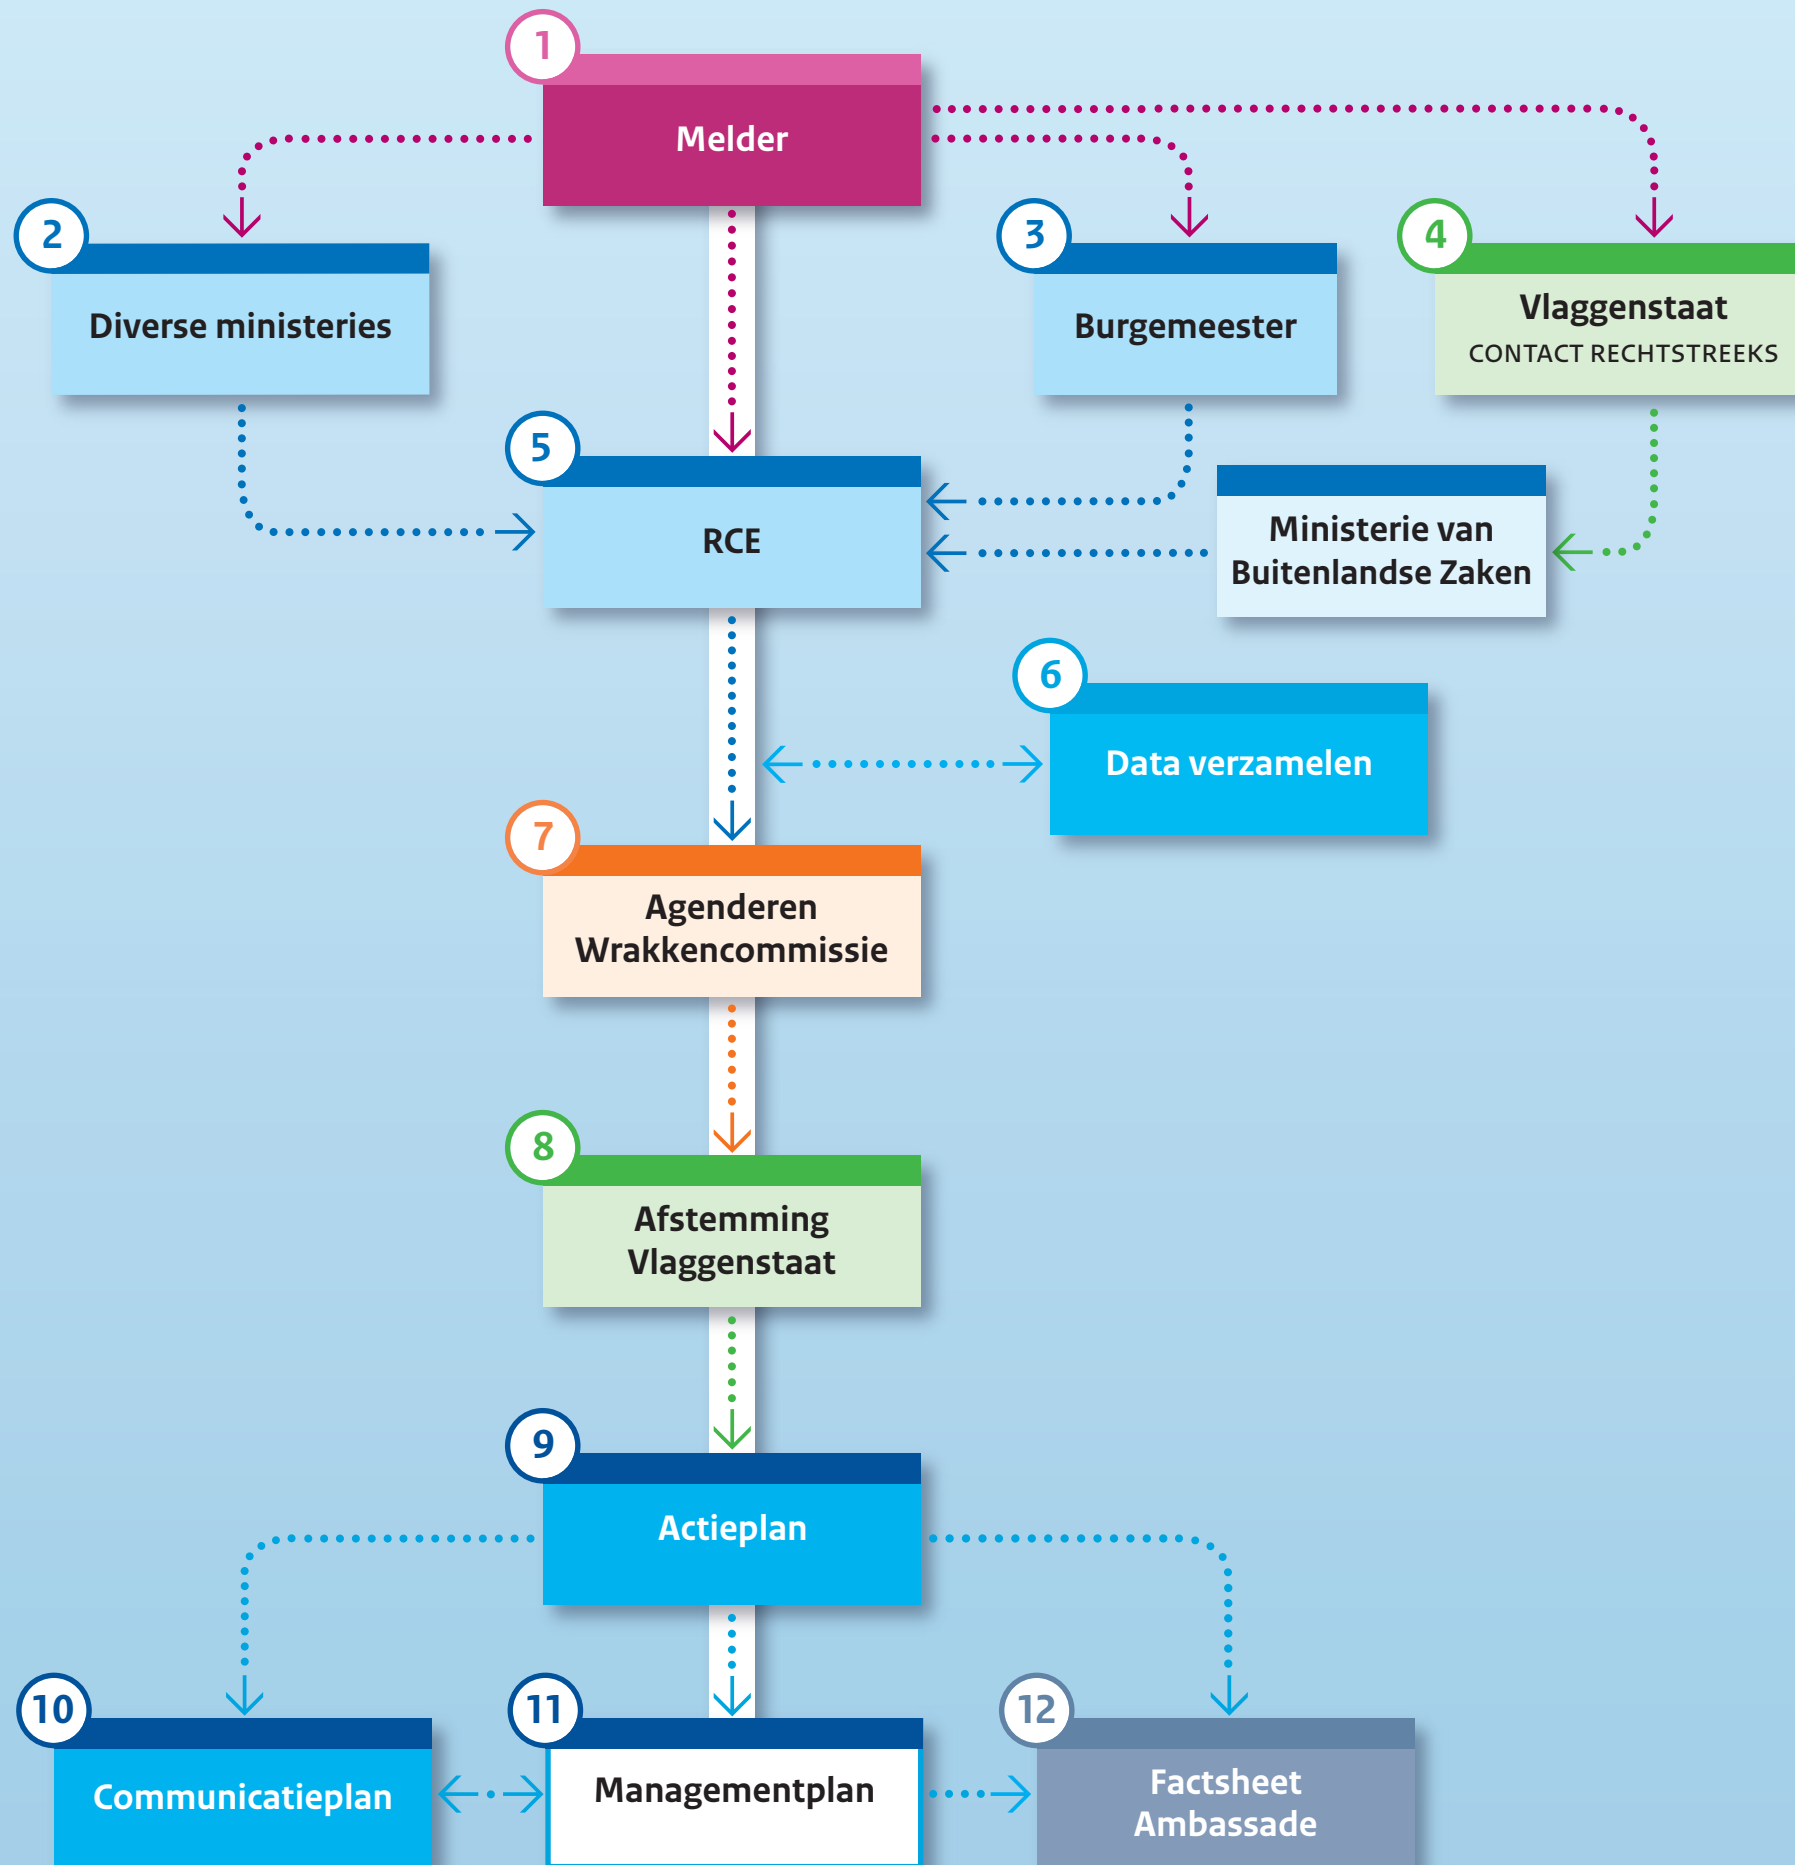 1
Melder
2
Diverse ministeries
3
Burgemeester
4
Vlaggenstaat
CONTACT RECHTSTREEKS
5
RCE
Ministerie van
Buitenlandse Zaken
6
Data verzamelen
7
Agenderen
Wrakkencommissie
8
Afstemming
Vlaggenstaat
9
Actieplan
10
Communicatieplan
11
Managementplan
12
Factsheet
Ambassade